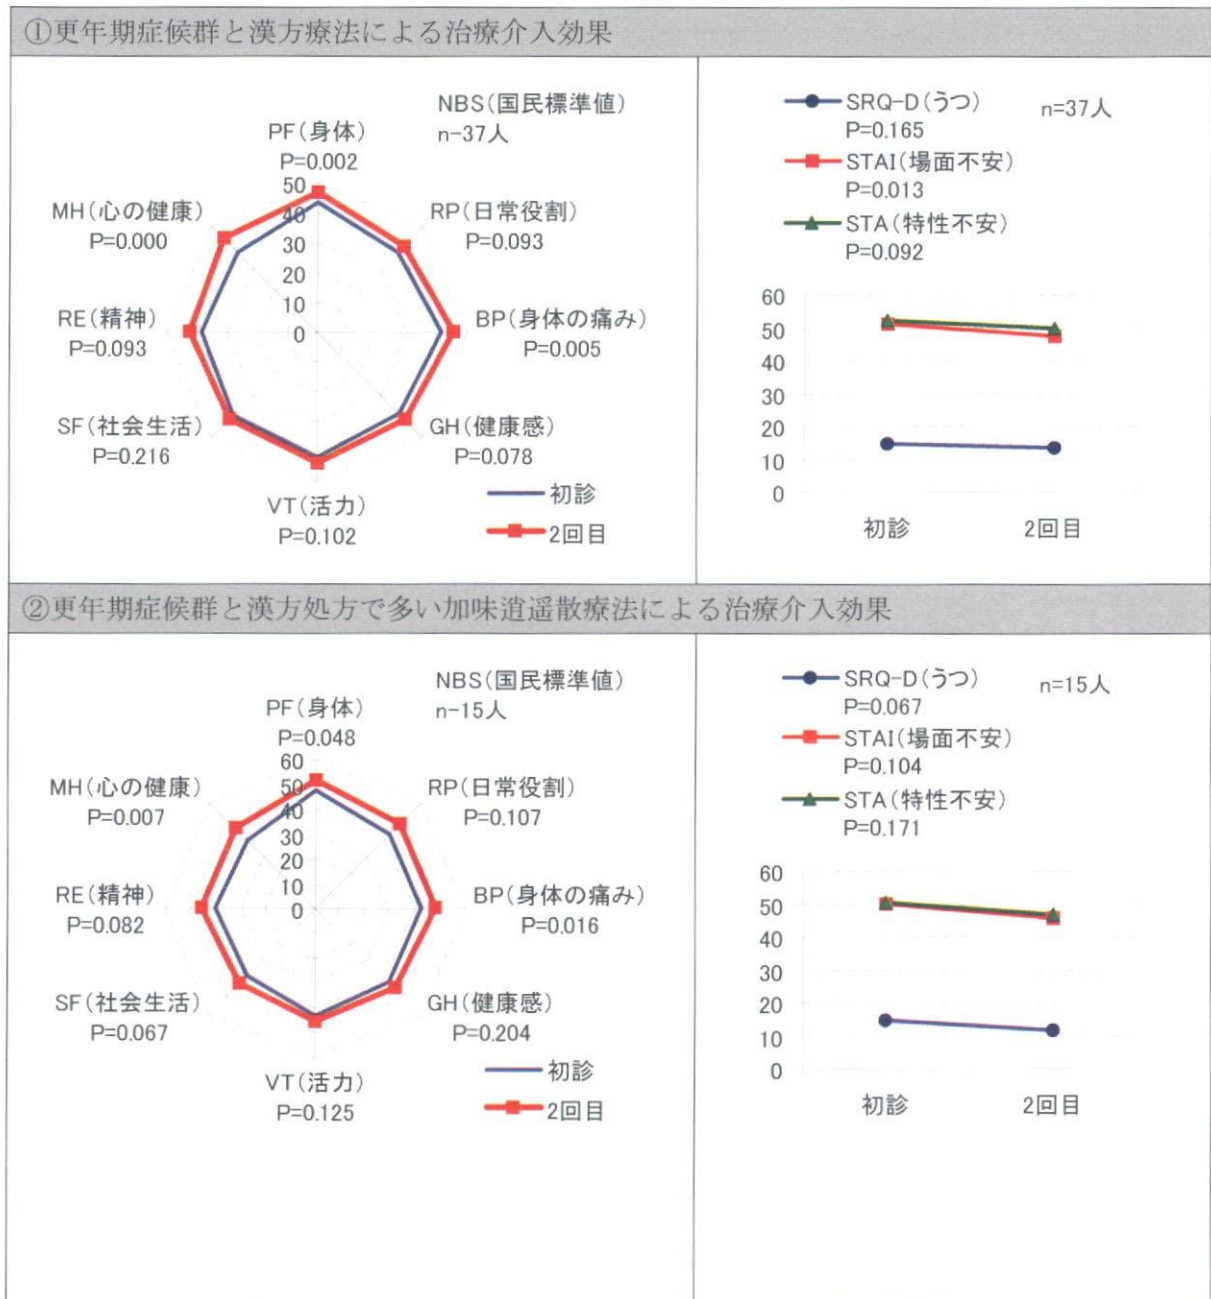 ①更年期症候群と漢方療法による治療介入効果
NBS(国民標準値)
n-37人
PF(身体)
P=0.002
MH(心の健康)
P=0.000
RP(日常役割)
P=0.093
RE(精神)
P=0.093
BP(身体の痛み)
P=0.005
SF(社会生活)
P=0.216
GH(健康感)
P=0.078
VT(活力)
P=0.102
50
40
30
20
10
0
初診
2回目
SRQ-D(うつ)
P=0.165
n=37人
STAI(場面不安)
P=0.013
STA(特性不安)
P=0.092
60
50
40
30
20
10
0
初診
2回目
②更年期症候群と漢方処方で多い加味逍遥散療法による治療介入効果
NBS(国民標準値)
n-15人
PF(身体)
P=0.048
MH(心の健康)
P=0.007
RP(日常役割)
P=0.107
RE(精神)
P=0.082
BP(身体の痛み)
P=0.016
SF(社会生活)
P=0.067
GH(健康感)
P=0.204
VT(活力)
P=0.125
60
50
40
30
20
10
0
初診
2回目
SRQ-D(うつ)
P=0.067
n=15人
STAI(場面不安)
P=0.104
STA(特性不安)
P=0.171
60
50
40
30
20
10
0
初診
2回目